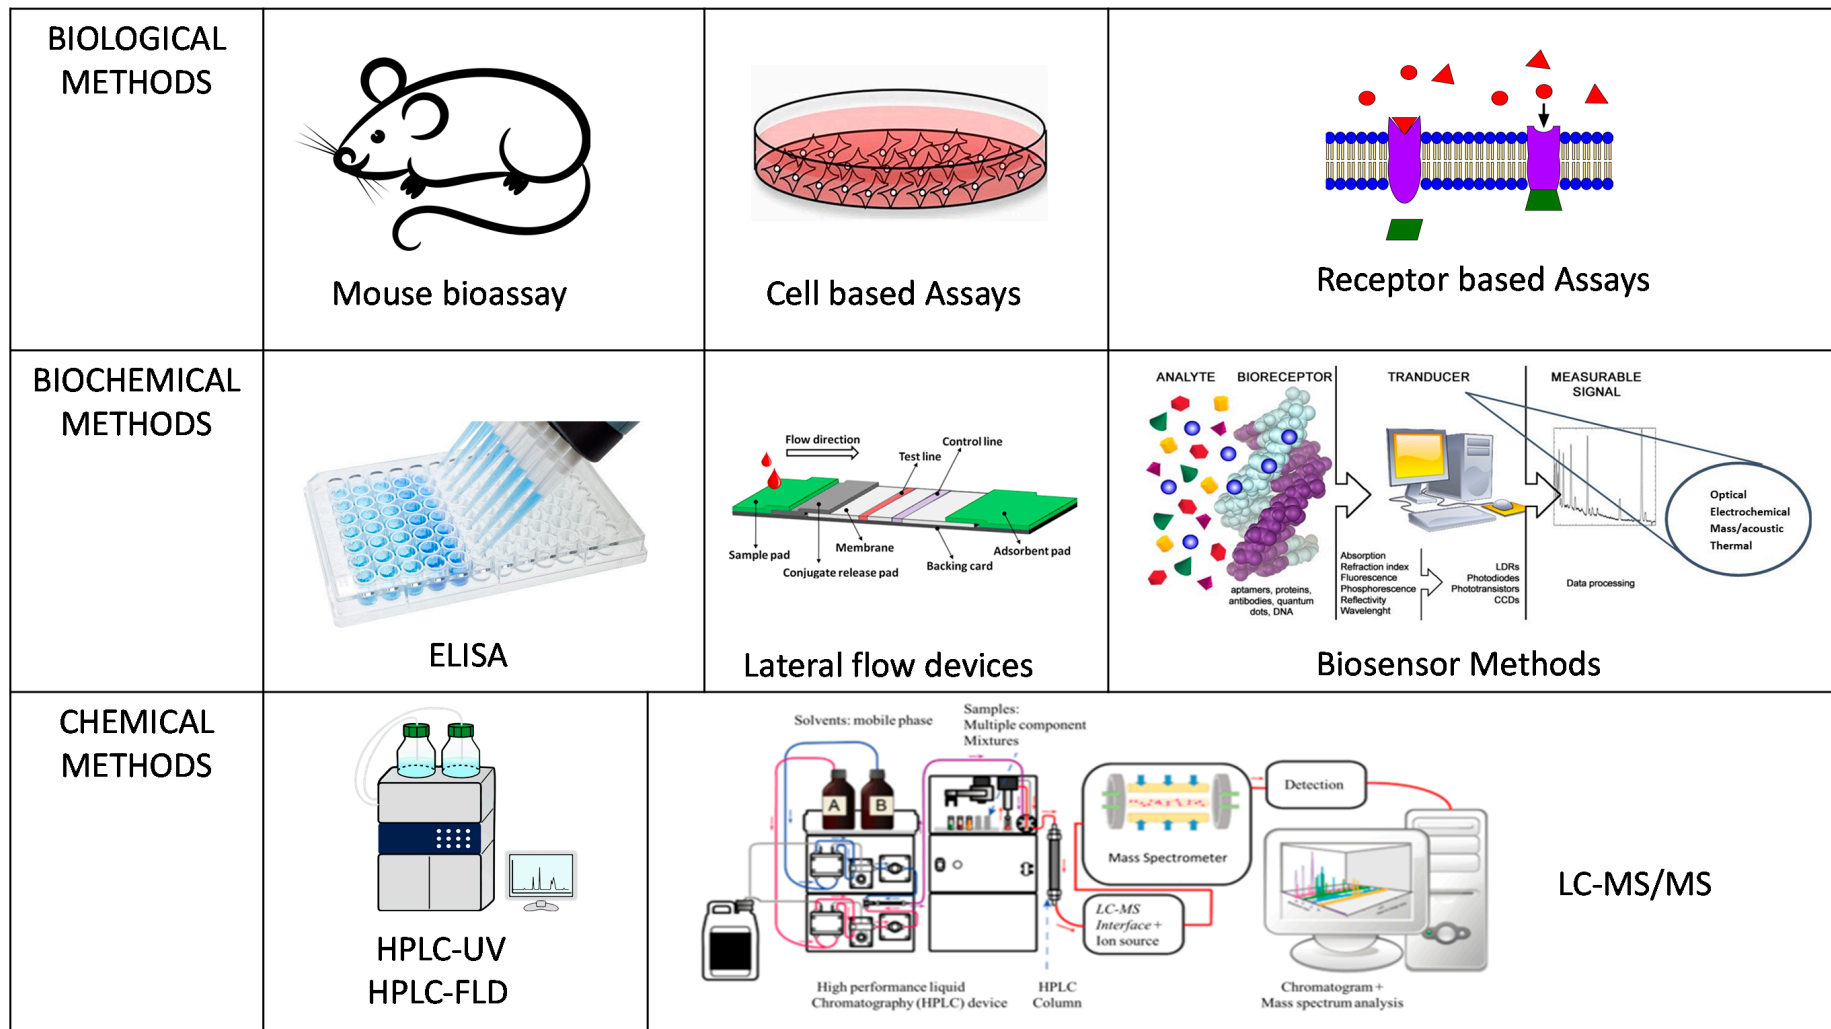 BIOLOGICAL
METHODS
Mouse bioassay
Cell based Assays
Receptor based Assays
BIOCHEMICAL
METHODS
ELISA
Flow direction
Control line
Test line
Sample pad
Conjugate release pad
Membrane
Backing card
Adsorbent pad
Lateral flow devices
ANALYTE
BIORECEPTOR
TRANDUCER
MEASURABLE
SIGNAL
Optical
Electrochemical
Mass/acoustic
Thermal
aptamers, proteins,
antibodies, quantum
dots, DNA
Absorption
Refraction index
Fluorescence
Phosphorescence
Reflectivity
Wavelenght
LDRs
Photodiodes
Phototransistors
CCDs
Data processing
Biosensor Methods
CHEMICAL
METHODS
HPLC-UV
HPLC-FLD
Solvents: mobile phase
Samples:
Multiple component
Mixtures
A
B
Mass Spectrometer
Detection
LC-MS
Interface +
Ion source
High performance liquid
Chromatography (HPLC) device
HPLC
Column
Chromatogram +
Mass spectrum analysis
LC-MS/MS